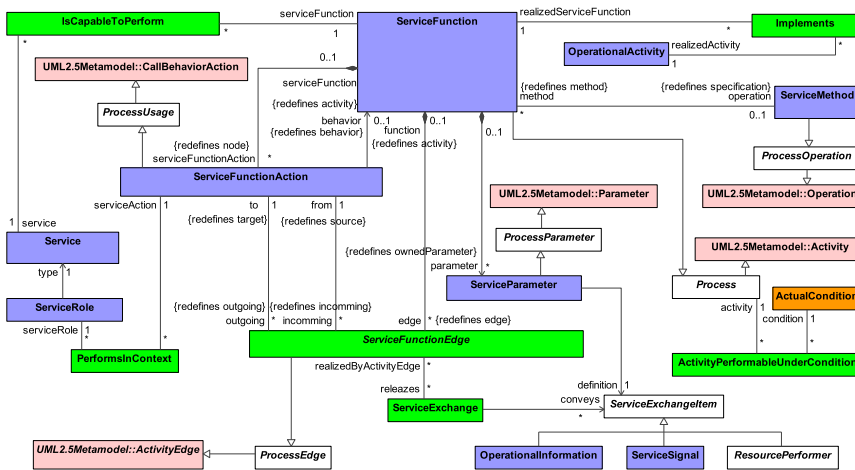 IsCapableToPerform
serviceFunction
1
*
*
ServiceFunction
realizedServiceFunction
1
*
Implements
OperationalActivity
realizedActivity
1
*
UML2.5Metamodel::CallBehaviorAction
0..1
serviceFunction
{redefines activity}
ProcessUsage
{redefines node}
serviceFunctionAction
*
behavior
{redefines behavior}
0..1
function
0..1
{redefines activity}
0..1
{redefines method}
method
*
{redefines specification}
operation
0..1
ServiceMethod
ProcessOperation
UML2.5Metamodel::Operation
ServiceFunctionAction
serviceAction
1
to
1
{redefines target}
from
1
{redefines source}
UML2.5Metamodel::Parameter
ProcessParameter
{redefines ownedParameter}
parameter
*
ServiceParameter
UML2.5Metamodel::Activity
Process
activity
1
ActualCondition
condition
1
*
*
ActivityPerformableUnderCondition
1
service
Service
type
1
ServiceRole
serviceRole
1
*
*
PerformsInContext
{redefines outgoing}
outgoing
*
{redefines incomming}
incomming
*
edge
*
{redefines edge}
ServiceFunctionEdge
realizedByActivityEdge
*
releazes
*
ServiceExchange
definition
1
conveys
*
ServiceExchangeItem
UML2.5Metamodel::ActivityEdge
ProcessEdge
OperationalInformation
ServiceSignal
ResourcePerformer